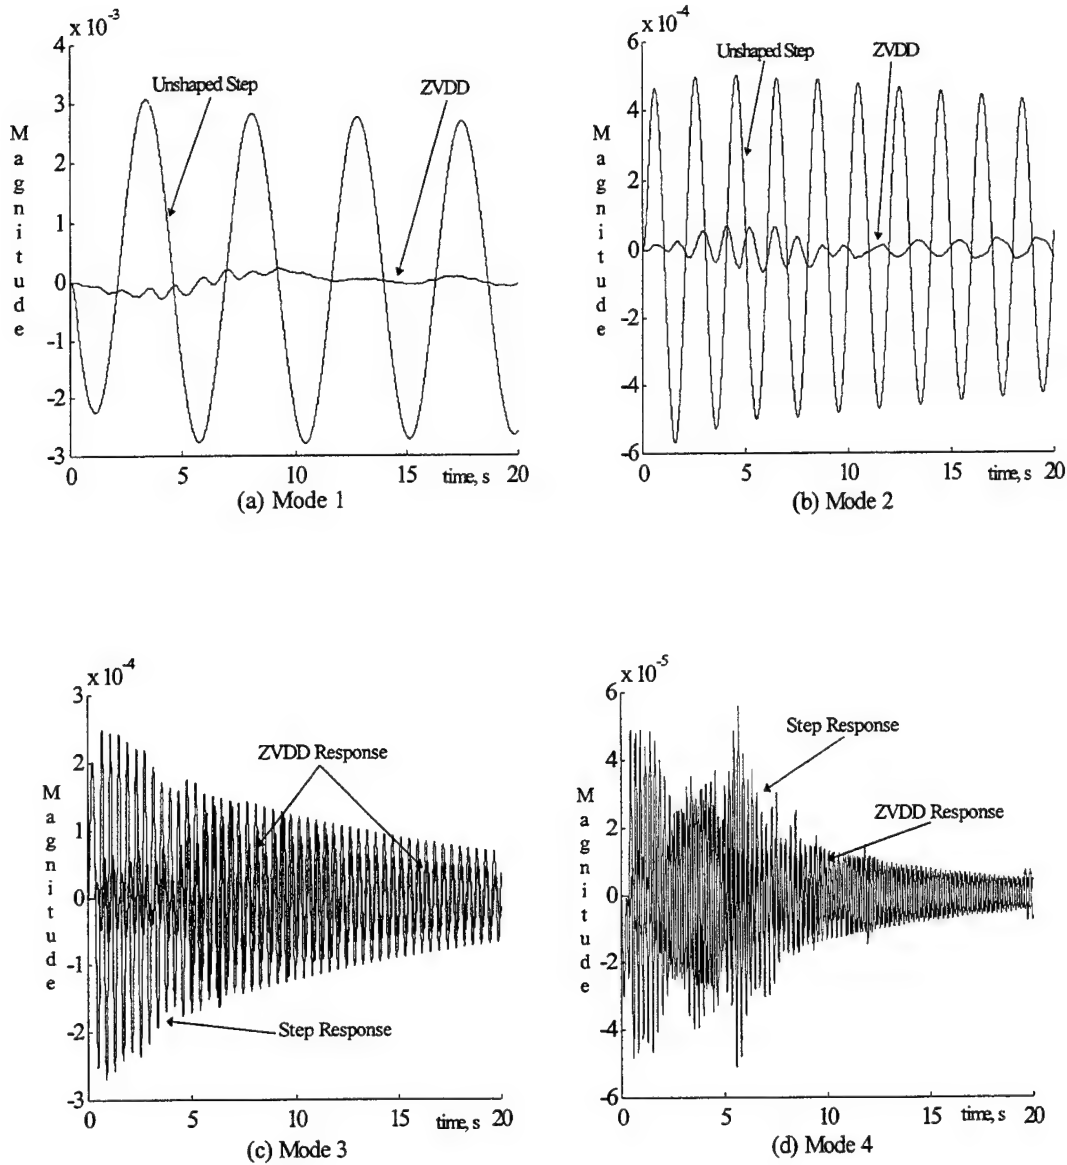 x 10^-3
4
Unshaped Step
ZVDD
3
2
1
0
-1
-2
-3
Magnitude
0 5 10 15 time, s 20
(a) Mode 1
x 10^-4
6
Unshaped Step
ZVDD
4
2
0
-2
-4
-6
Magnitude
0 5 10 15 time, s 20
(b) Mode 2
x 10^-4
3
ZVDD Response
2
1
0
-1
-2
-3
Magnitude
Step Response
0 5 10 15 time, s 20
(c) Mode 3
x 10^-5
6
Step Response
4
ZVDD Response
2
0
-2
-4
-6
Magnitude
0 5 10 15 time, s 20
(d) Mode 4